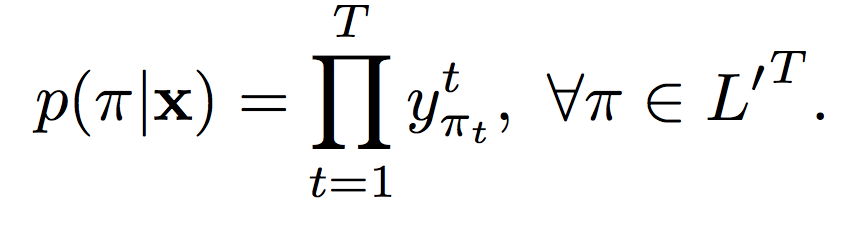 p(π|𝐱) = ∏_{t=1}^{T} y^t_{π_t}, ∀π ∈ L′^T.